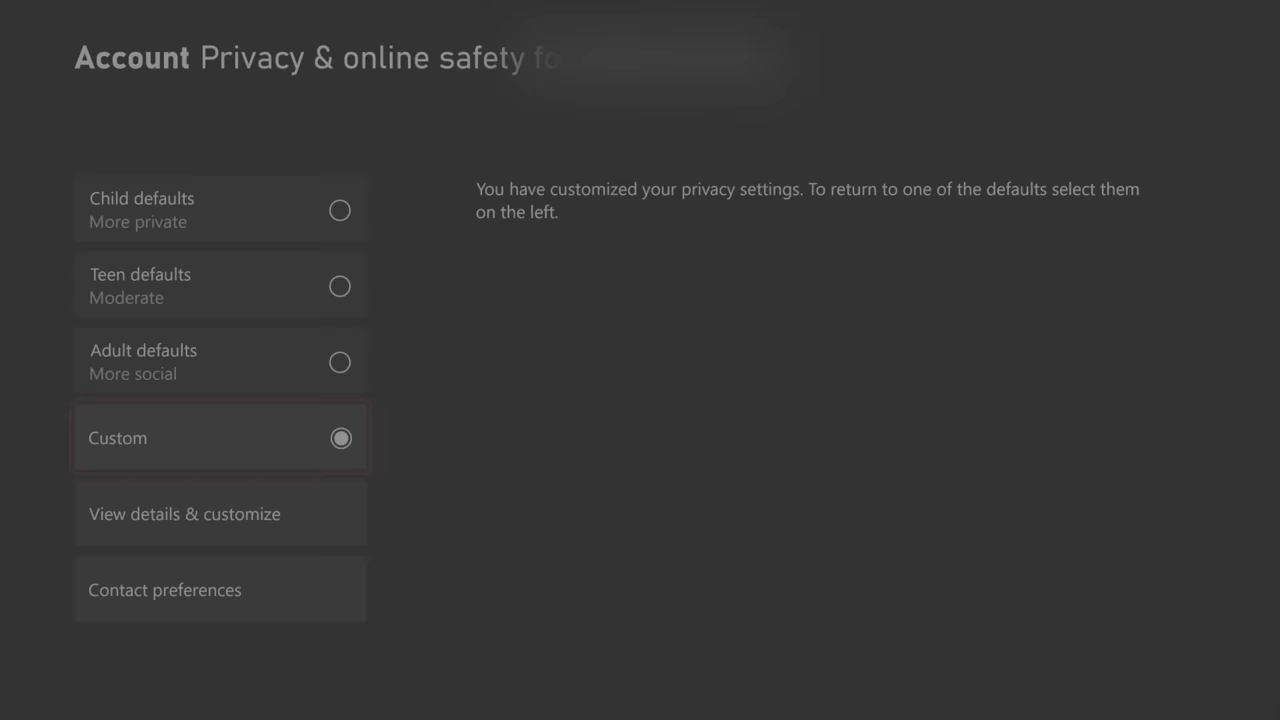 Account Privacy & online safety
Child defaults
More private
Teen defaults
Moderate
Adult defaults
More social
Custom
View details & customize
Contact preferences
You have customized your privacy settings. To return to one of the defaults select them
on the left.